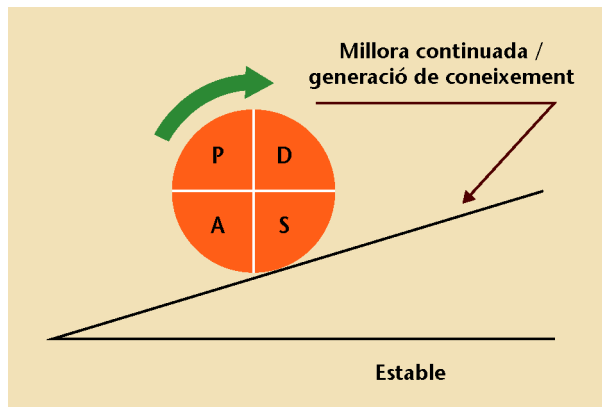 Millora continuada /
generació de coneixement
P D
A S
Estable